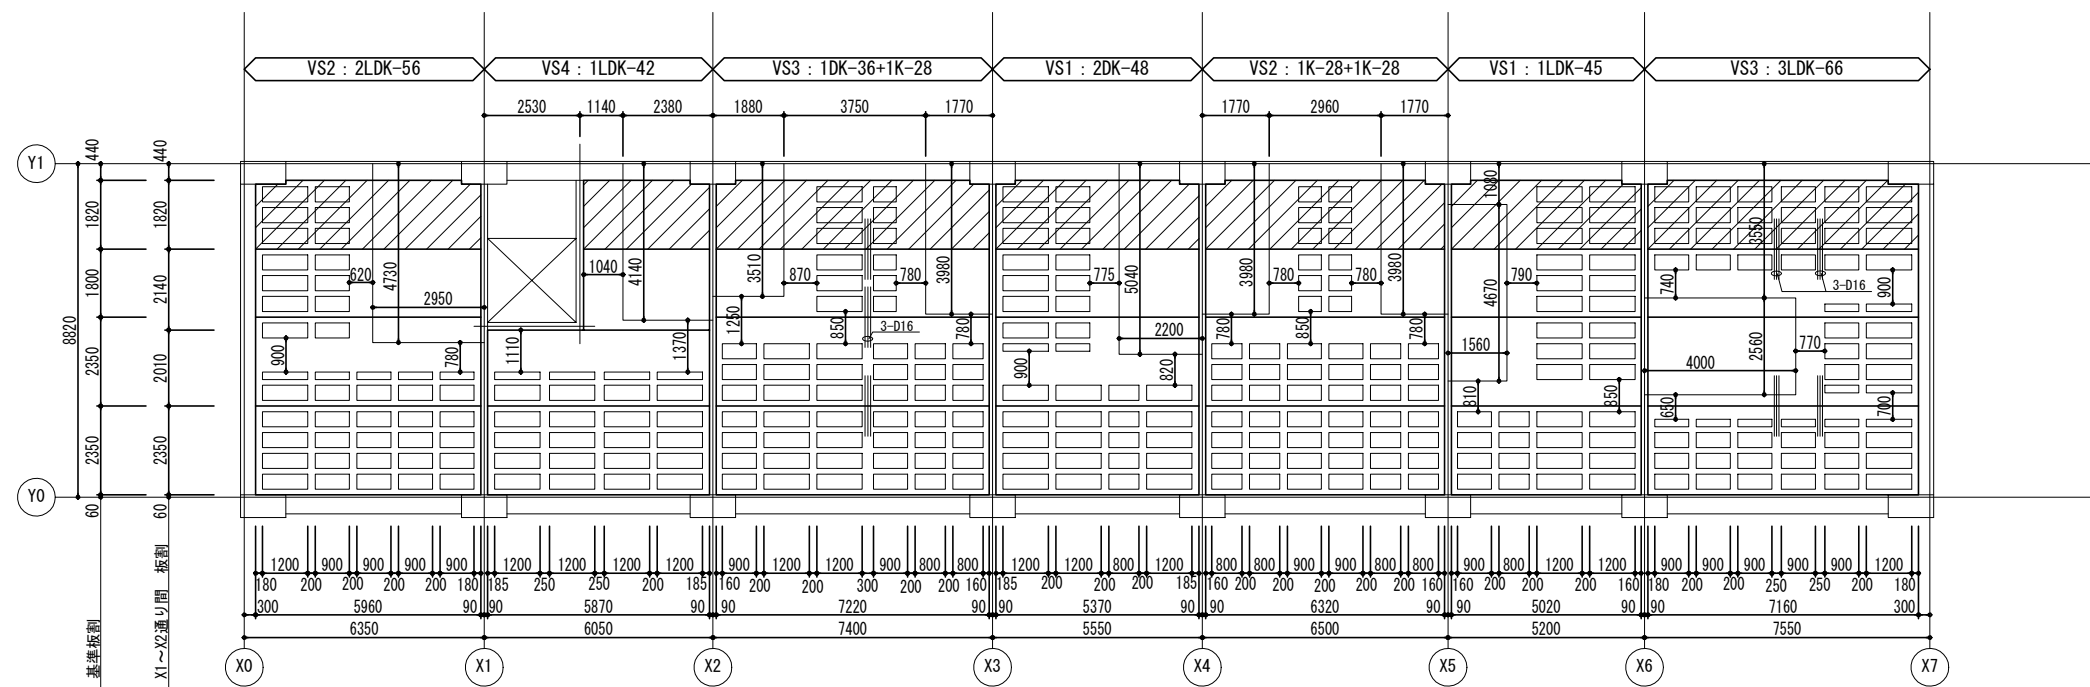 VS2 : 2LDK-56 VS4 : 1LDK-42 VS3 : 1DK-36+1K-28 VS1 : 2DK-48 VS2 : 1K-28+1K-28 VS1 : 1LDK-45 VS3 : 3LDK-66
2530 1140 2380 1880 3750 1770 1770 2960 1770
Y1
440 440
1820 1820
1800 2140
8820
2350 2010
2350 2350
Y0
60 60
基準板割
X1～X2通り間 板割
620 4730 2950
900 780
1040 4140
1110 1370
3510 870 780 3980
1250 850 3-D16 780
775 5040
2200
900 820
3980 780 780 3980
780 850 780
1080
4670 790
1560
810 850
3550
740 3-D16 900
2560 770
4000
650 700
1200 900 900 900 900 1200 1200 1200 1200 900 1200 1200 900 800 800 1200 1200 800 1200 800 800 900 900 800 800 900 800 1200 1200 900 900 900 900 900 1200
180 200 200 200 200 180 185 250 250 200 185 160 200 200 300 200 200 160 185 200 200 200 185 160 200 200 200 200 200 160 160 200 200 200 160 180 200 200 250 250 200 180
300 5960 90 90 5870 90 90 7220 90 90 5370 90 90 6320 90 90 5020 90 90 7160 300
6350 6050 7400 5550 6500 5200 7550
X0 X1 X2 X3 X4 X5 X6 X7